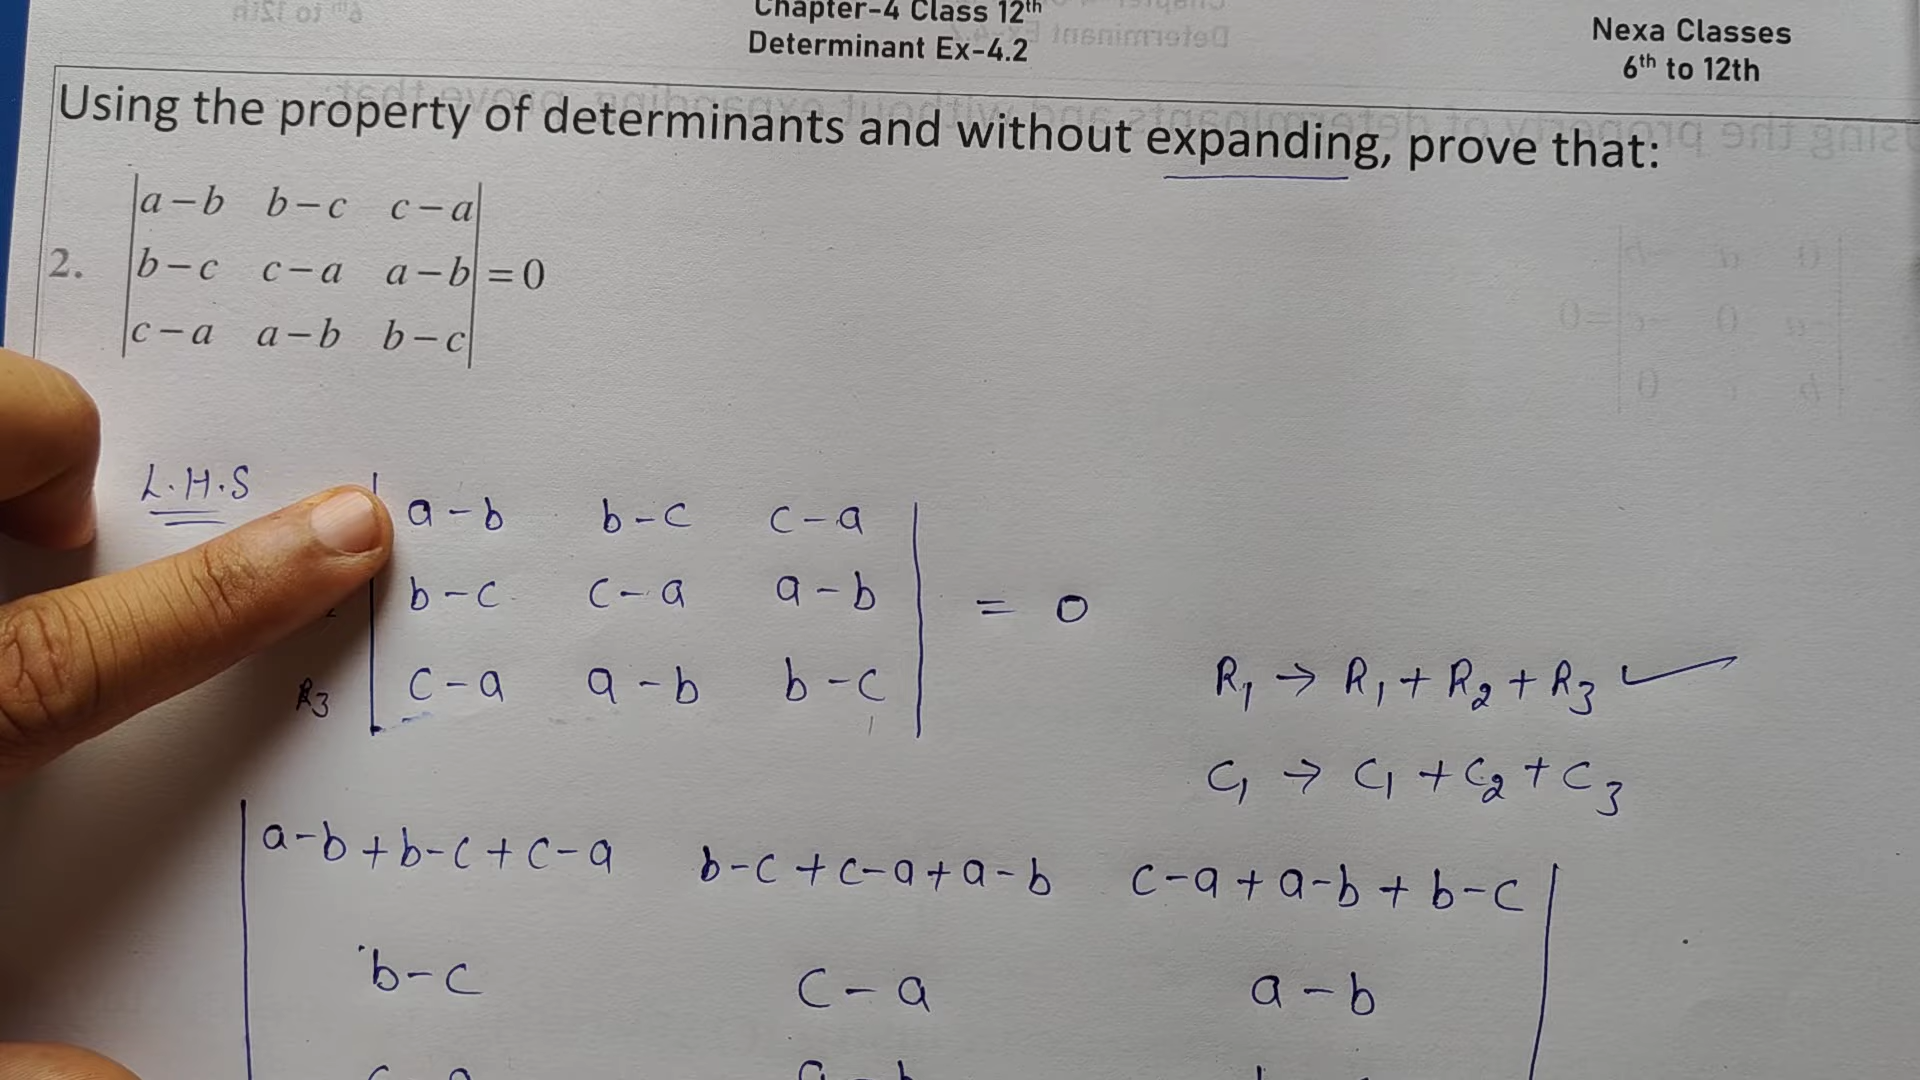 Chapter-4 Class 12th
Determinant Ex-4.2
Nexa Classes
6th to 12th
Using the property of determinants and without expanding, prove that:
a-b b-c c-a
2. b-c c-a a-b =0
c-a a-b b-c
L.H.S
a-b b-c c-a
b-c c-a a-b = 0
R3 c-a a-b b-c
R1 → R1 + R2 + R3 ✓
C1 → C1 + C2 + C3
a-b+b-c+c-a b-c+c-a+a-b c-a+a-b+b-c
b-c c-a a-b